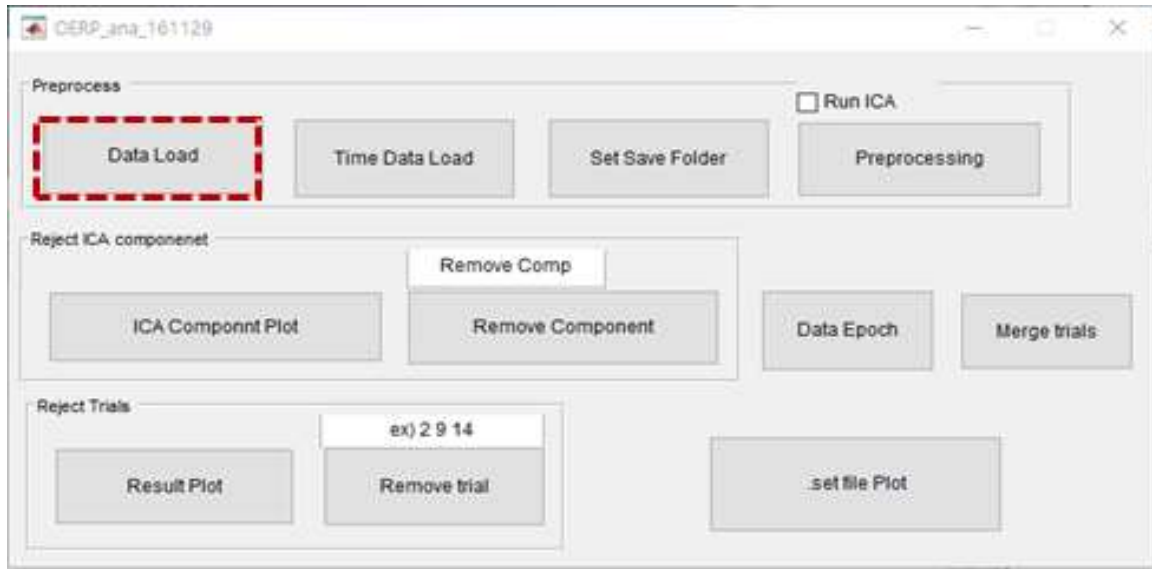 OERP_ana_161129
Preprocess
Run ICA
Data Load
Time Data Load
Set Save Folder
Preprocessing
Reject ICA componenet
Remove Comp
ICA Componnt Plot
Remove Component
Data Epoch
Merge trials
Reject Trials
ex) 2 9 14
Result Plot
Remove trial
.set file Plot